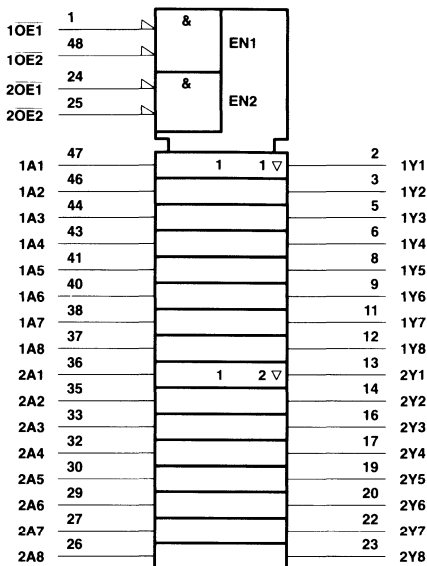 1OE1 1 & EN1
1OE2 48
2OE1 24 & EN2
2OE2 25
1A1 47 1 1 ▽ 2 1Y1
1A2 46 3 1Y2
1A3 44 5 1Y3
1A4 43 6 1Y4
1A5 41 8 1Y5
1A6 40 9 1Y6
1A7 38 11 1Y7
1A8 37 12 1Y8
2A1 36 1 2 ▽ 13 2Y1
2A2 35 14 2Y2
2A3 33 16 2Y3
2A4 32 17 2Y4
2A5 30 19 2Y5
2A6 29 20 2Y6
2A7 27 22 2Y7
2A8 26 23 2Y8